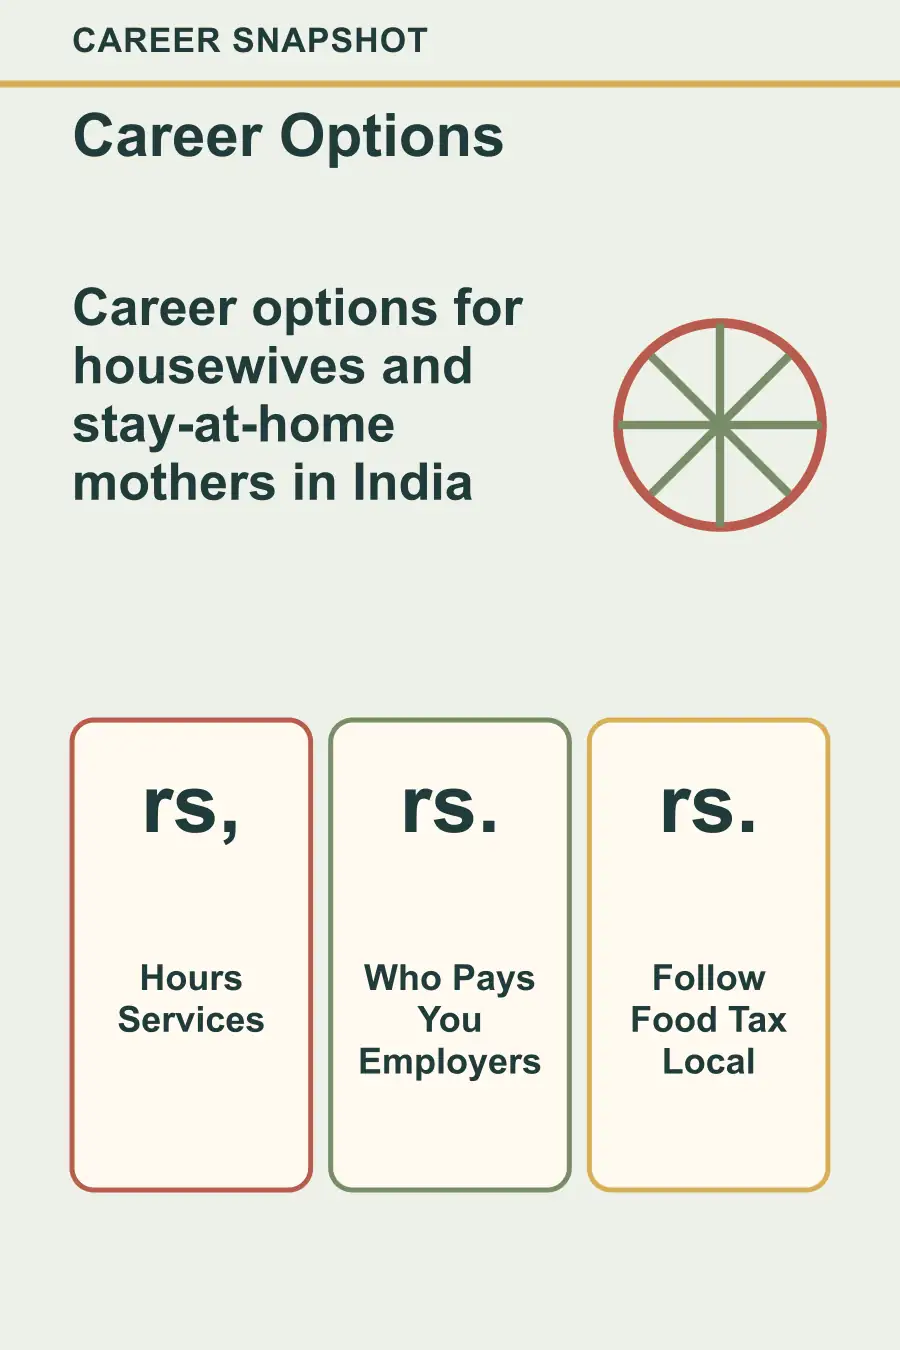 CAREER SNAPSHOT
Career Options
Career options for
housewives and
stay-at-home
mothers in India
rs,
Hours
Services
rs.
Who Pays
You
Employers
rs.
Follow
Food Tax
Local